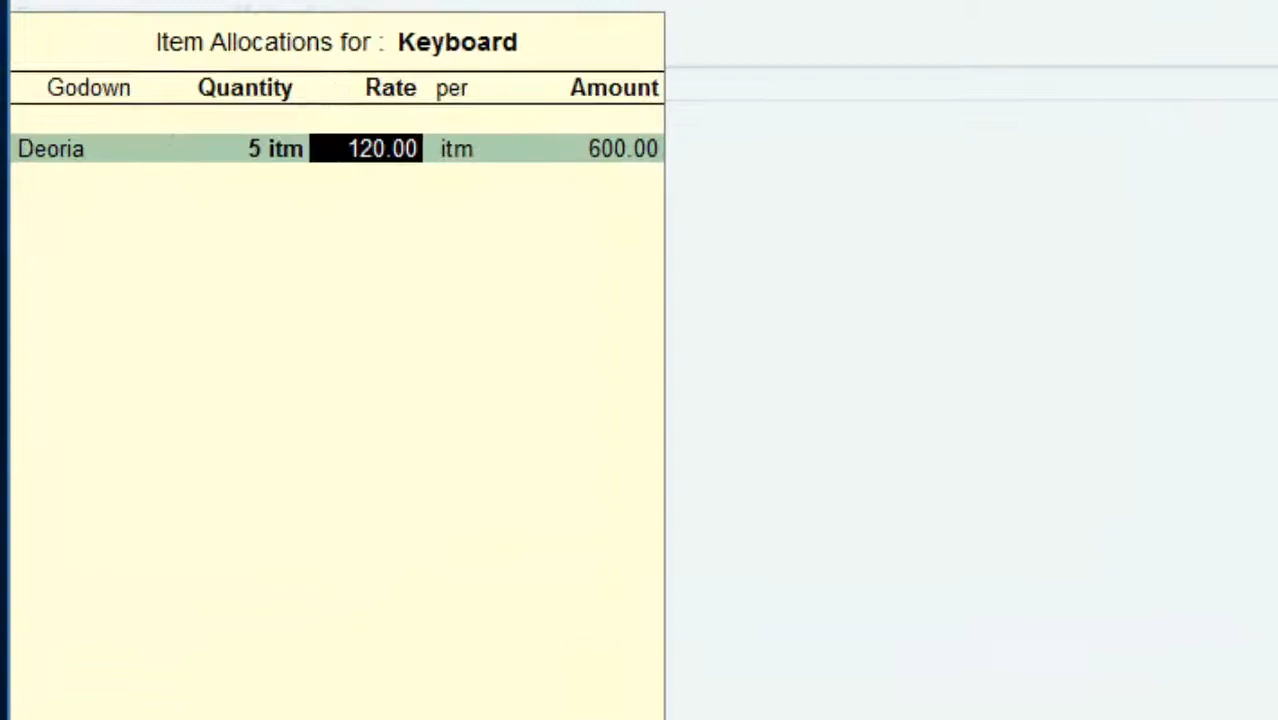 Item Allocations for : Keyboard
Godown Quantity Rate per Amount
Deoria 5 itm 120.00 itm 600.00